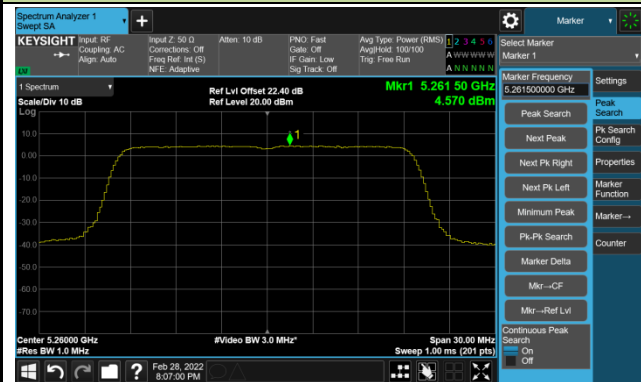 Spectrum Analyzer 1
Swept SA
Marker
KEYSIGHT
Input: RF
Coupling: AC
Align: Auto
Input Z: 50 Ω
Corrections: Off
Freq Ref: Int (S)
NFE: Adaptive
Atten: 10 dB
PNO: Fast
Gate: Off
IF Gain: Low
Sig Track: Off
Avg Type: Power (RMS)
Avg|Hold: 100/100
Trig: Free Run
1 2 3 4 5 6
A W W W W W
A N N N N N
LVI
Select Marker
Marker 1
1 Spectrum
Scale/Div 10 dB
Log
Ref Lvl Offset 22.40 dB
Ref Level 20.00 dBm
Mkr1 5.261 50 GHz
4.570 dBm
10.0
0.00
-10.0
-20.0
-30.0
-40.0
-50.0
-60.0
-70.0
1
Center 5.26000 GHz
#Res BW 1.0 MHz
#Video BW 3.0 MHz*
Span 30.00 MHz
Sweep 1.00 ms (201 pts)
Marker Frequency
5.261500000 GHz
Peak Search
Next Peak
Next Pk Right
Next Pk Left
Minimum Peak
Pk-Pk Search
Marker Delta
Mkr→CF
Mkr→Ref Lvl
Continuous Peak
Search
On
Off
Settings
Peak
Search
Pk Search
Config
Properties
Marker
Function
Marker→
Counter
Feb 28, 2022
8:07:00 PM